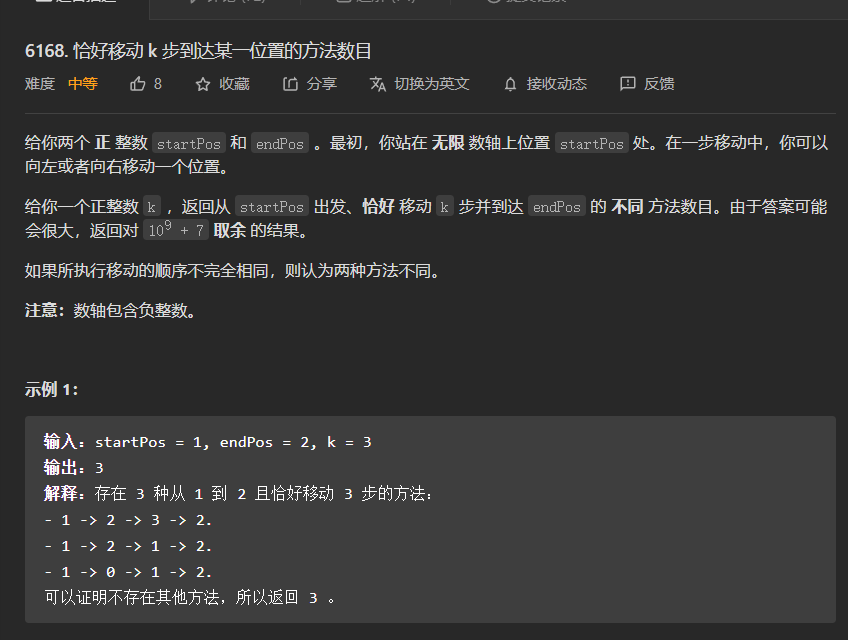 6168. 恰好移动 k 步到达某一位置的方法数目
难度 中等 8 收藏 分享 切换为英文 接收动态 反馈
给你两个 正 整数 startPos 和 endPos 。最初，你站在 无限 数轴上位置 startPos 处。在一步移动中，你可以
向左或者向右移动一个位置。
给你一个正整数 k ，返回从 startPos 出发、恰好 移动 k 步并到达 endPos 的 不同 方法数目。由于答案可能
会很大，返回对 10⁹ + 7 取余 的结果。
如果所执行移动的顺序不完全相同，则认为两种方法不同。
注意：数轴包含负整数。
示例 1：
输入：startPos = 1, endPos = 2, k = 3
输出：3
解释：存在 3 种从 1 到 2 且恰好移动 3 步的方法：
- 1 -> 2 -> 3 -> 2.
- 1 -> 2 -> 1 -> 2.
- 1 -> 0 -> 1 -> 2.
可以证明不存在其他方法，所以返回 3 。